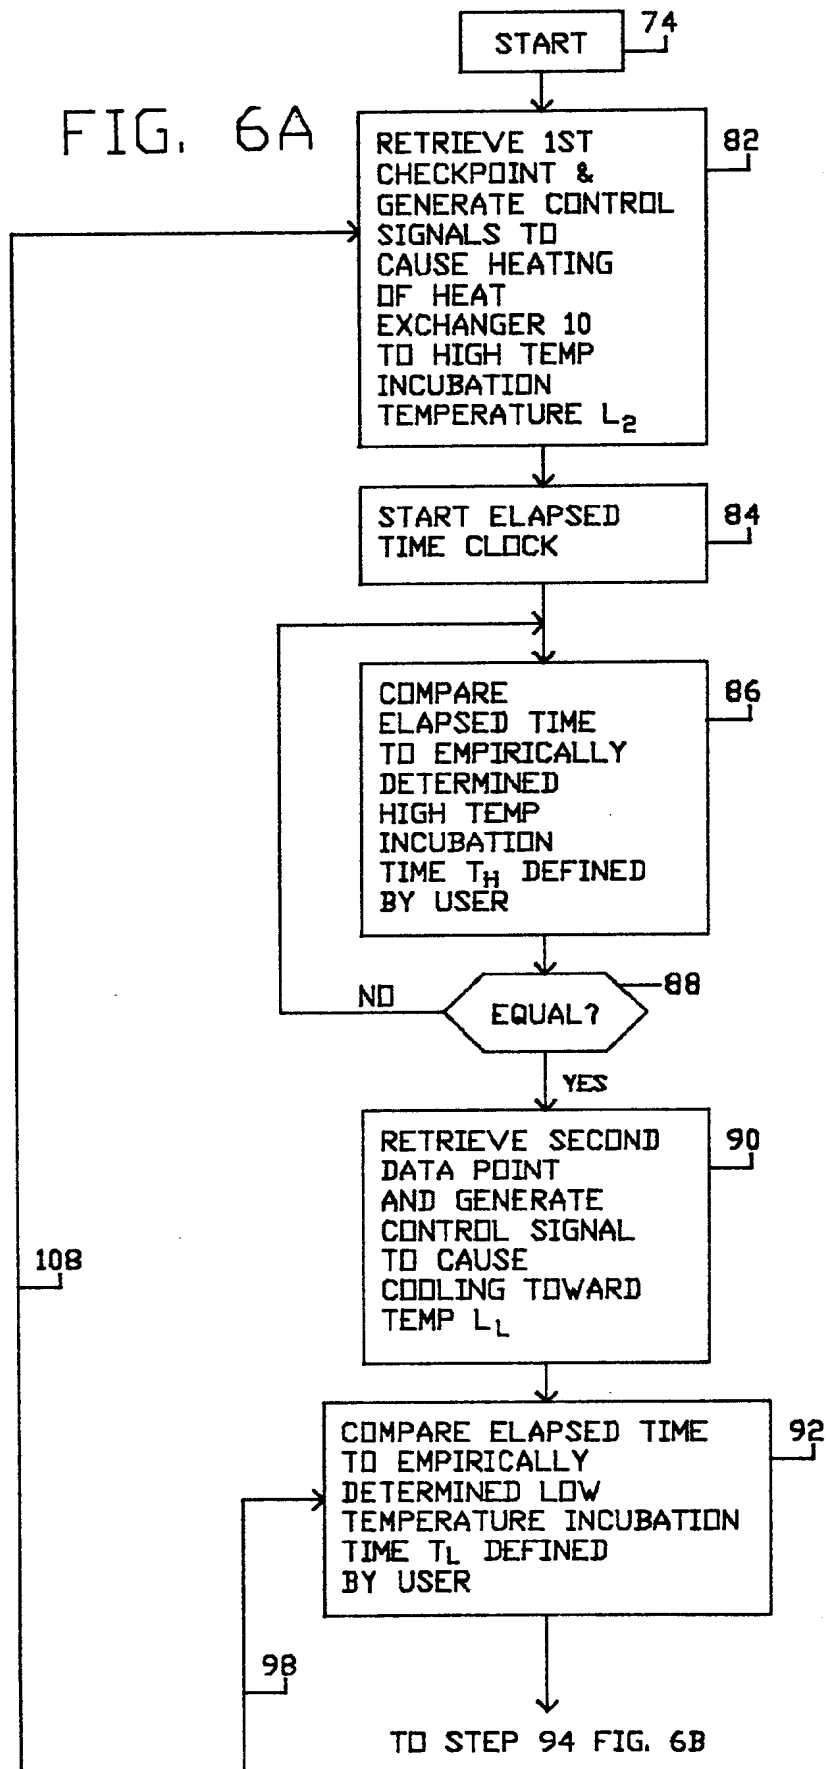 START
74
FIG. 6A
RETRIEVE 1ST
CHECKPOINT &
GENERATE CONTROL
SIGNALS TO
CAUSE HEATING
OF HEAT
EXCHANGER 10
TO HIGH TEMP
INCUBATION
TEMPERATURE L₂
82
START ELAPSED
TIME CLOCK
84
COMPARE
ELAPSED TIME
TO EMPIRICALLY
DETERMINED
HIGH TEMP
INCUBATION
TIME T_H DEFINED
BY USER
86
EQUAL?
88
NO
YES
RETRIEVE SECOND
DATA POINT
AND GENERATE
CONTROL SIGNAL
TO CAUSE
COOLING TOWARD
TEMP L_L
90
108
COMPARE ELAPSED TIME
TO EMPIRICALLY
DETERMINED LOW
TEMPERATURE INCUBATION
TIME T_L DEFINED
BY USER
92
98
TO STEP 94 FIG. 6B